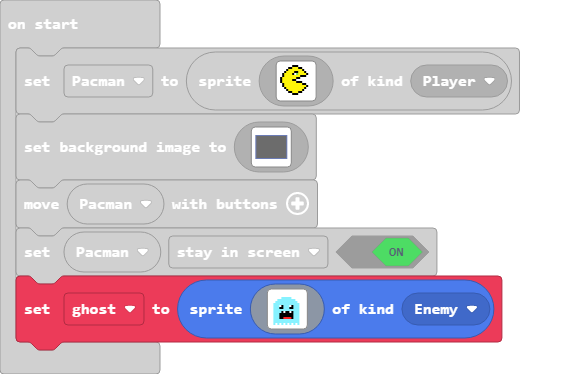 on start
set Pacman to sprite of kind Player
set background image to
move Pacman with buttons
set Pacman stay in screen ON
set ghost to sprite of kind Enemy